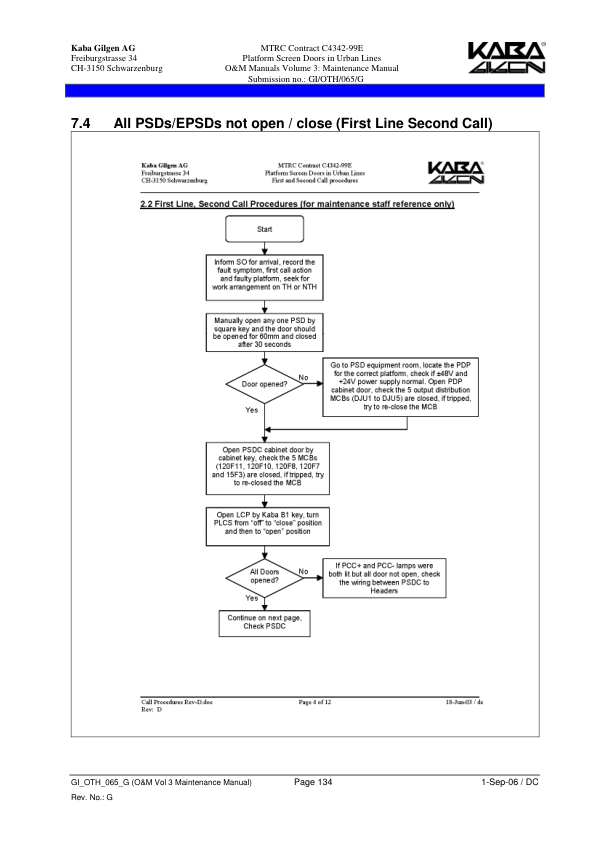 Kaba Gilgen AG
Freiburgstrasse 34
CH-3150 Schwarzenburg
MTRC Contract C4342-99E
Platform Screen Doors in Urban Lines
O&M Manuals Volume 3: Maintenance Manual
Submission no.: GI/OTH/065/G
KABA®
GILGEN
7.4 All PSDs/EPSDs not open / close (First Line Second Call)
Kaba Gilgen AG
Freiburgstrasse 34
CH-3150 Schwarzenburg
MTRC Contract C4342-99E
Platform Screen Doors in Urban Lines
First and Second Call procedures
KABA®
GILGEN
2.2 First Line, Second Call Procedures (for maintenance staff reference only)
Start
Inform SO for arrival, record the
fault symptom, first call action
and faulty platform, seek for
work arrangement on TH or NTH
Manually open any one PSD by
square key and the door should
be opened for 60mm and closed
after 30 seconds
Door opened?
No
Yes
Go to PSD equipment room, locate the PDP
for the correct platform, check if ±48V and
+24V power supply normal. Open PDP
cabinet door, check the 5 output distribution
MCBs (DJU1 to DJU5) are closed, if tripped,
try to re-close the MCB
Open PSDC cabinet door by
cabinet key, check the 5 MCBs
(120F11, 120F10, 120F8, 120F7
and 15F3) are closed, if tripped, try
to re-closed the MCB
Open LCP by Kaba B1 key, turn
PLCS from "off" to "close" position
and then to "open" position
All Doors
opened?
No
Yes
If PCC+ and PCC- lamps were
both lit but all door not open, check
the wiring between PSDC to
Headers
Continue on next page,
Check PSDC
Call Procedures Rev-D.doc
Rev: D
Page 4 of 12
18-Jun-03 / de
GI_OTH_065_G (O&M Vol 3 Maintenance Manual)
Page 134
1-Sep-06 / DC
Rev. No.: G